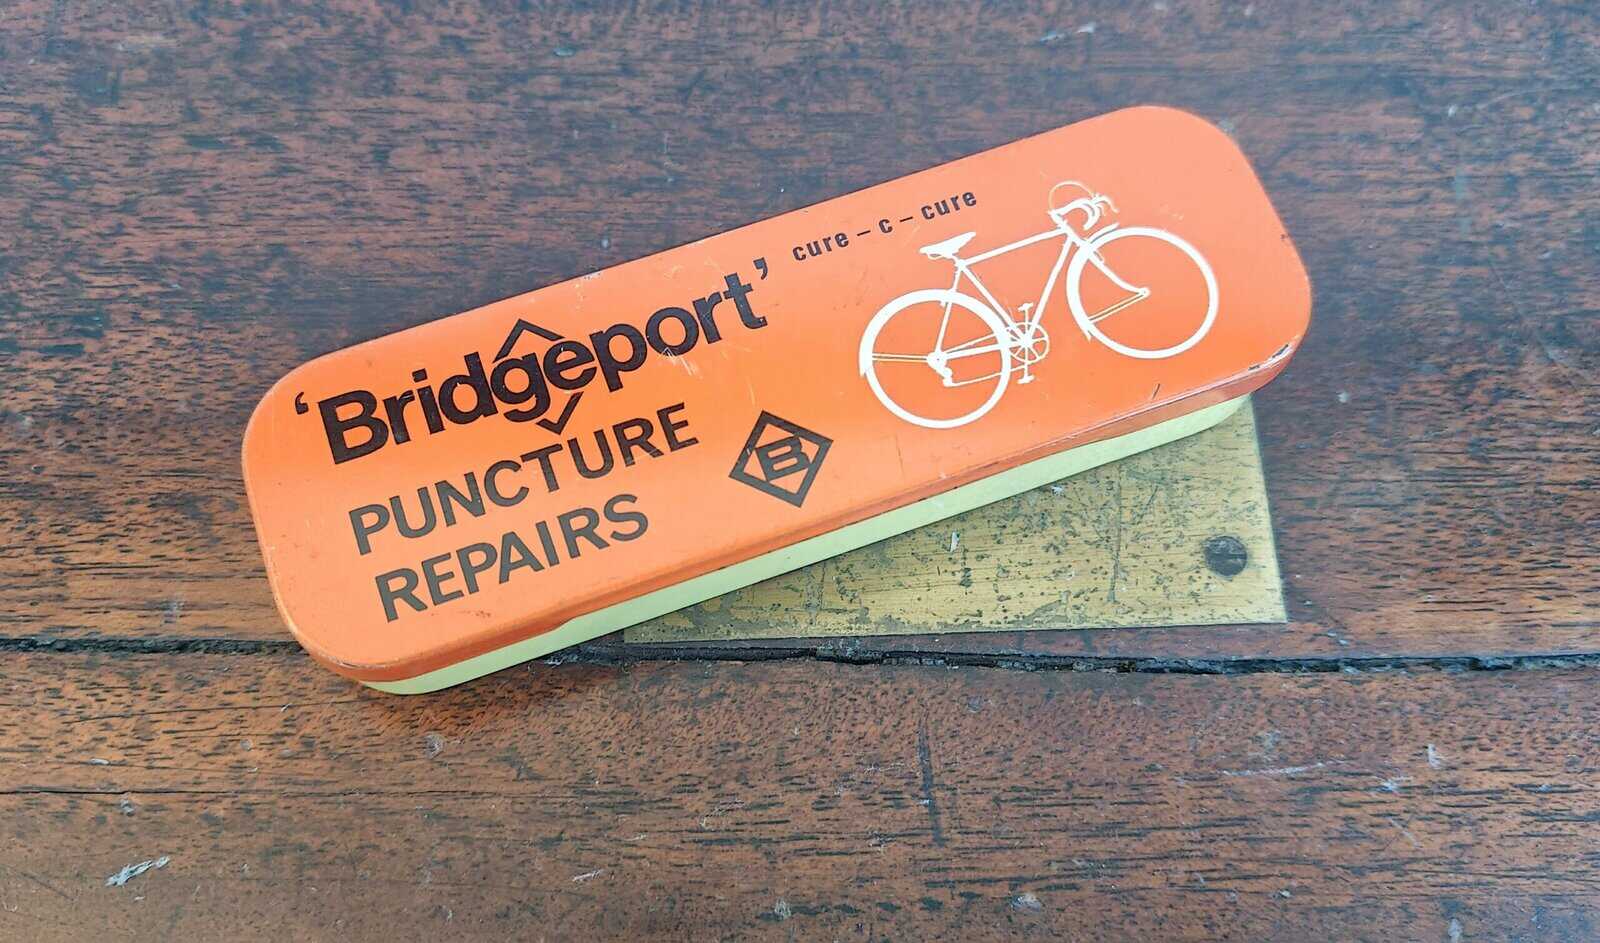 'Bridgeport'
cure – c – cure
PUNCTURE
REPAIRS
B